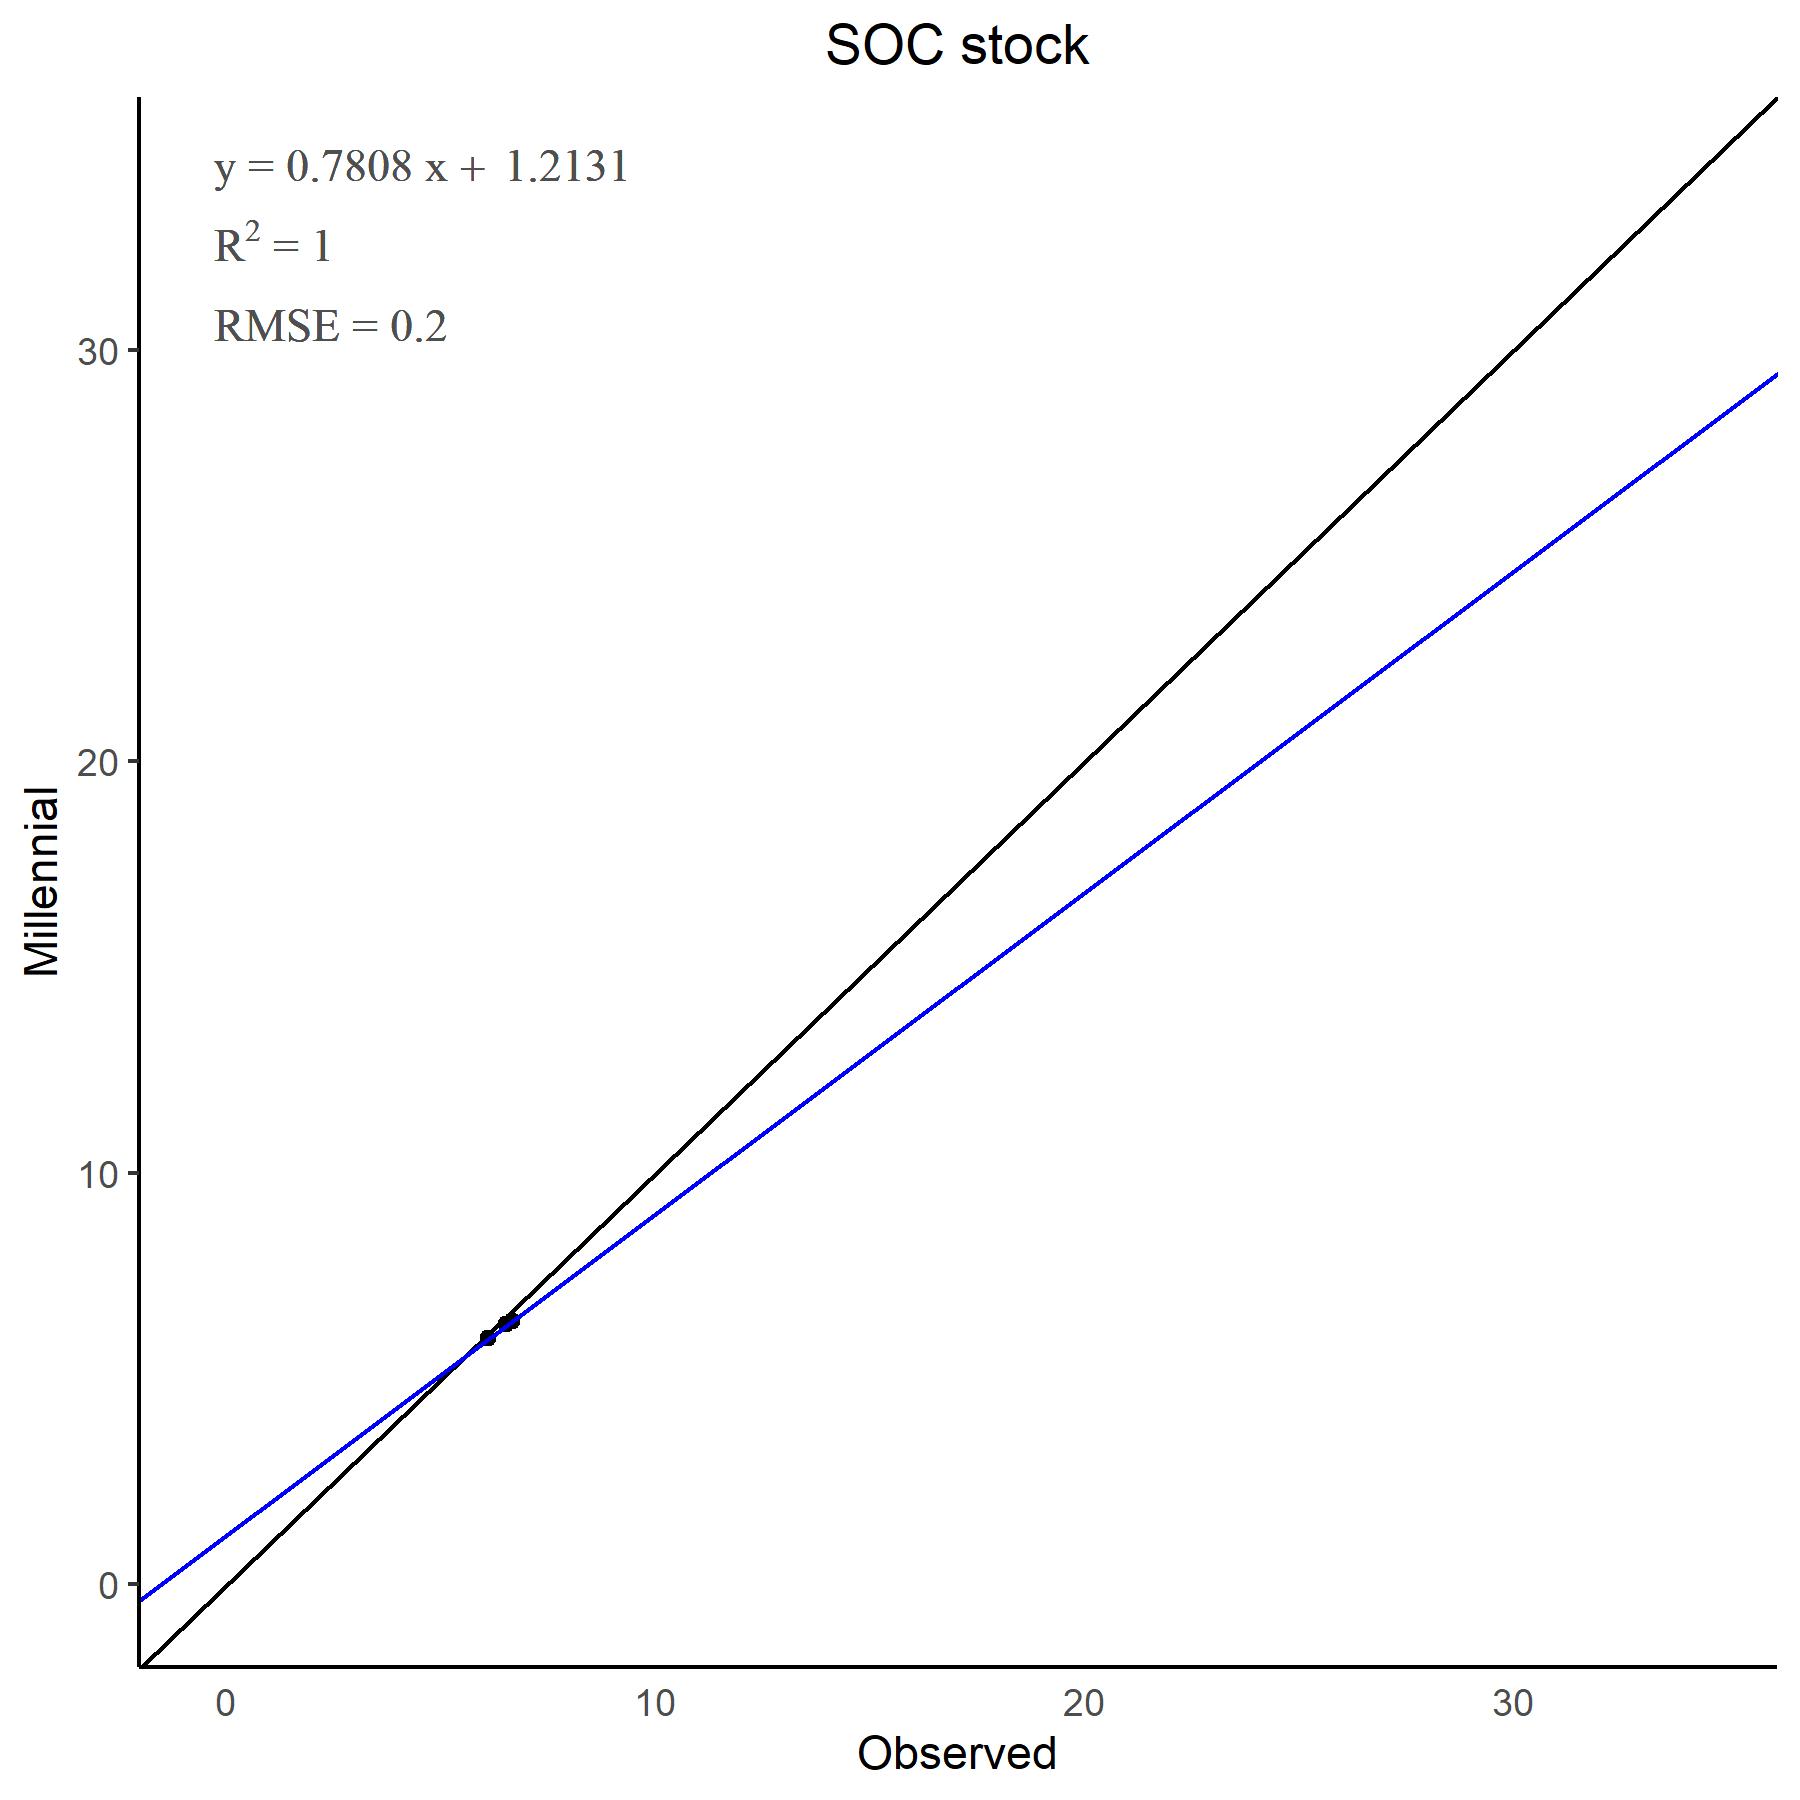 SOC stock
y = 0.7808 x + 1.2131
R² = 1
RMSE = 0.2
30
20
10
0
Millennial
0 10 20 30
Observed